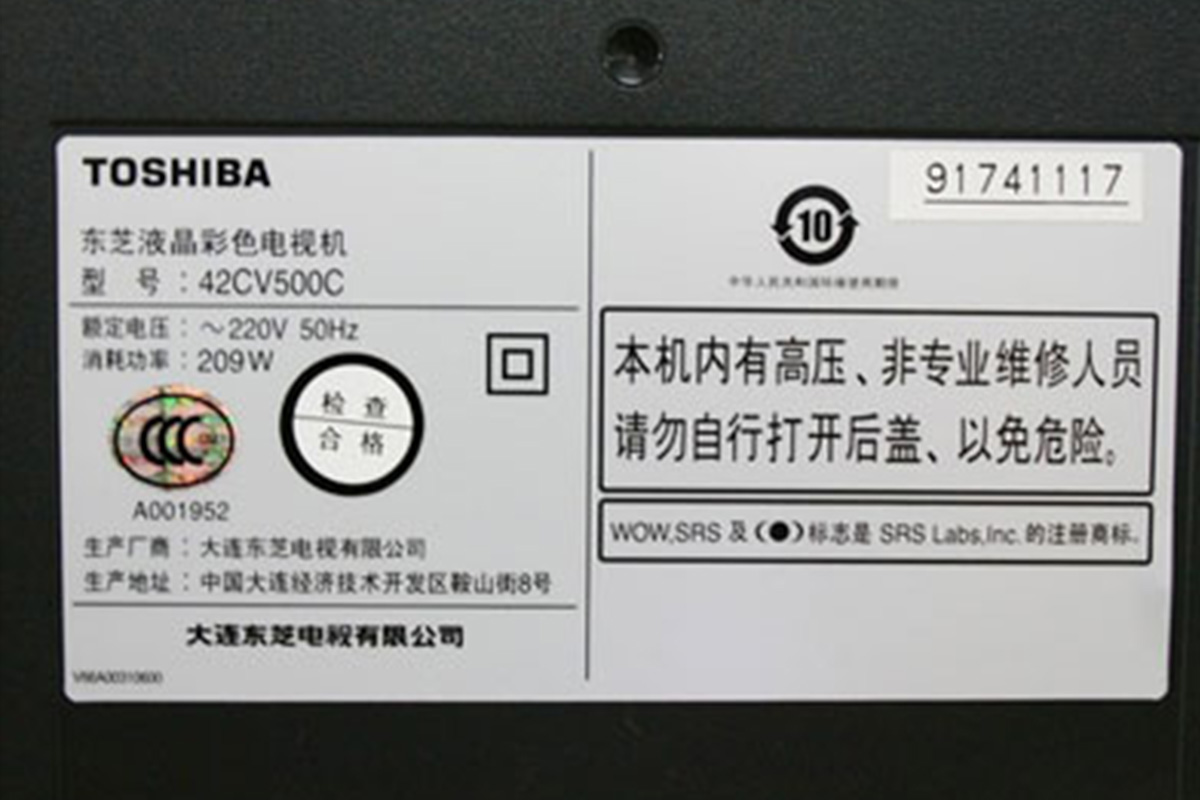 TOSHIBA
东芝液晶彩色电视机
型 号：42CV500C
额定电压：～220V 50Hz
消耗功率：209W
CCC
检 查
合 格
A001952
生产厂商：大连东芝电视有限公司
生产地址：中国大连经济技术开发区鞍山街8号
大连东芝电视有限公司
V66A00310600
91741117
10
本机内有高压、非专业维修人员
请勿自行打开后盖、以免危险。
WOW,SRS 及(●)标志是 SRS Labs,Inc. 的注册商标。